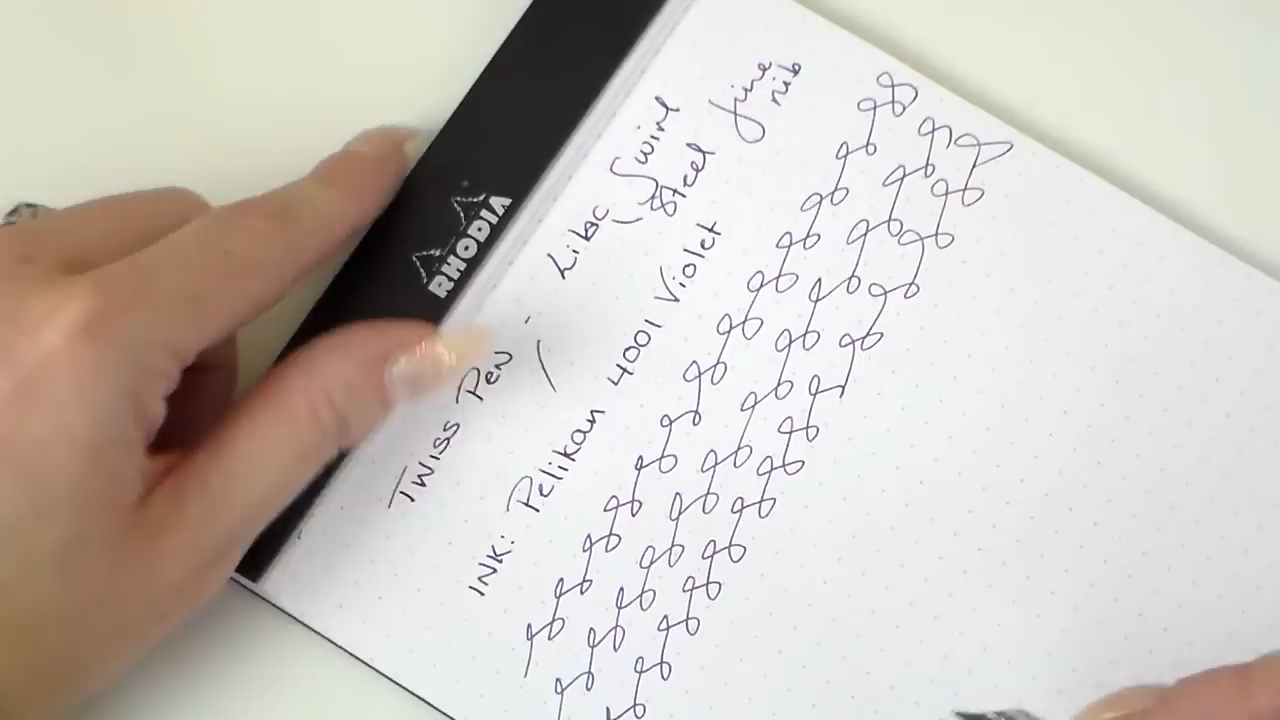 RHODIA
Twiss Pen - Lilac Swirl
Steel fine
nib
INK: Pelikan 4001 Violet